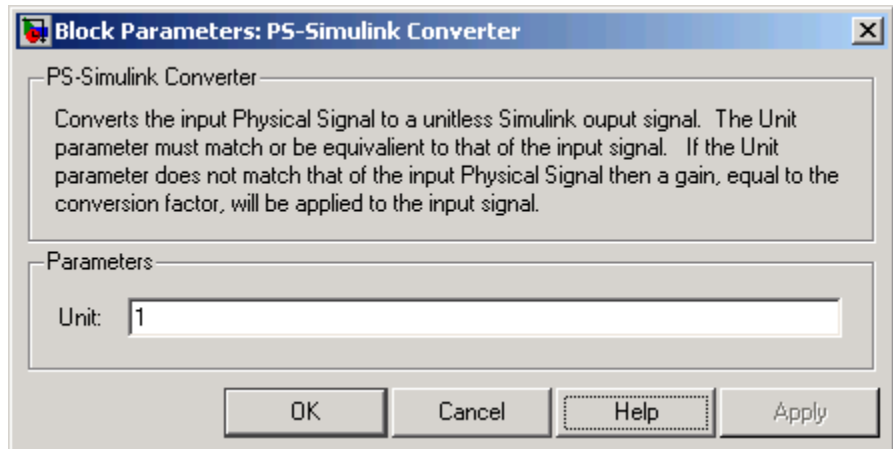 Block Parameters: PS-Simulink Converter
PS-Simulink Converter
Converts the input Physical Signal to a unitless Simulink ouput signal.  The Unit
parameter must match or be equivalient to that of the input signal.   If the Unit
parameter does not match that of the input Physical Signal then a gain, equal to the
conversion factor, will be applied to the input signal.
Parameters
Unit: 1
OK Cancel Help Apply